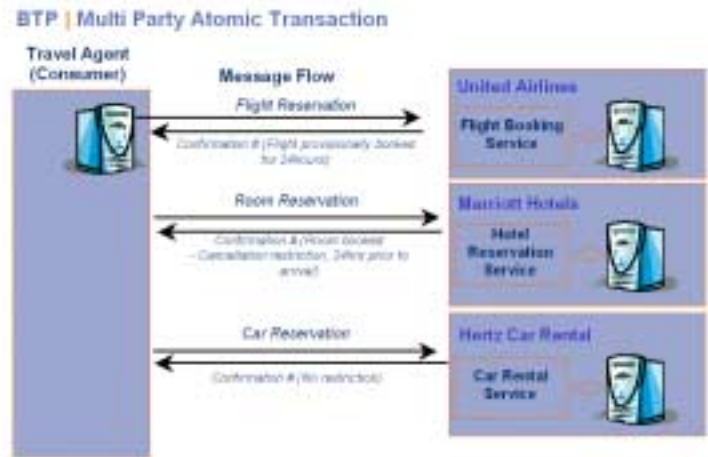 BTP | Multi Party Atomic Transaction
Travel Agent
(Consumer)
Message Flow
Flight Reservation
Confirmation # (Flight provisionally booked
for 24hours)
United Airlines
Flight Booking
Service
Room Reservation
Confirmation # (Room booked
- Cancellation restriction, 24hrs prior to
arrival)
Marriott Hotels
Hotel
Reservation
Service
Car Reservation
Confirmation # (No restriction)
Hertz Car Rental
Car Rental
Service